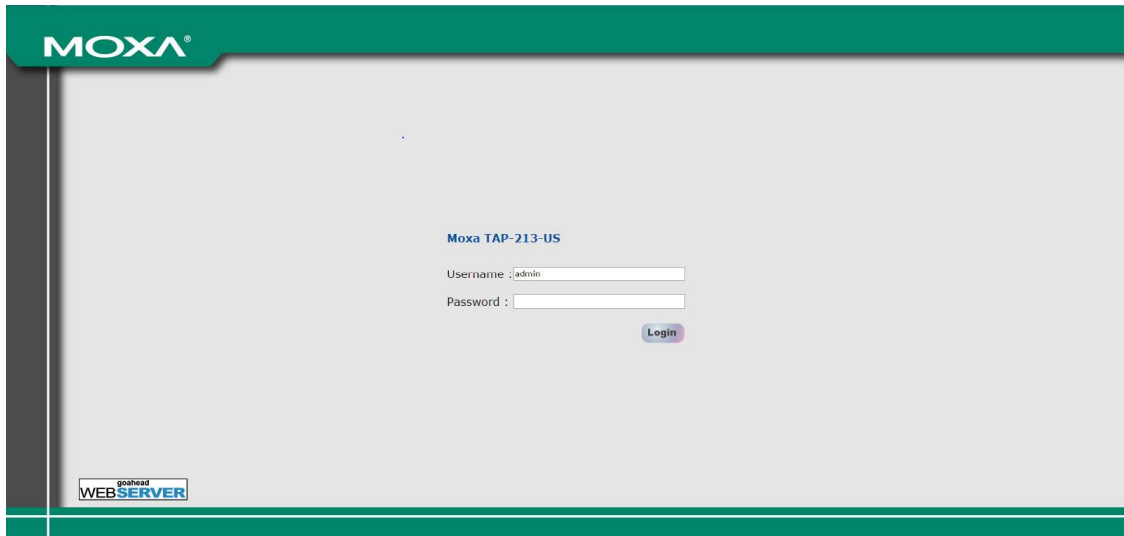 MOXA®
Moxa TAP-213-US
Username : admin
Password :
Login
goahead
WEBSERVER